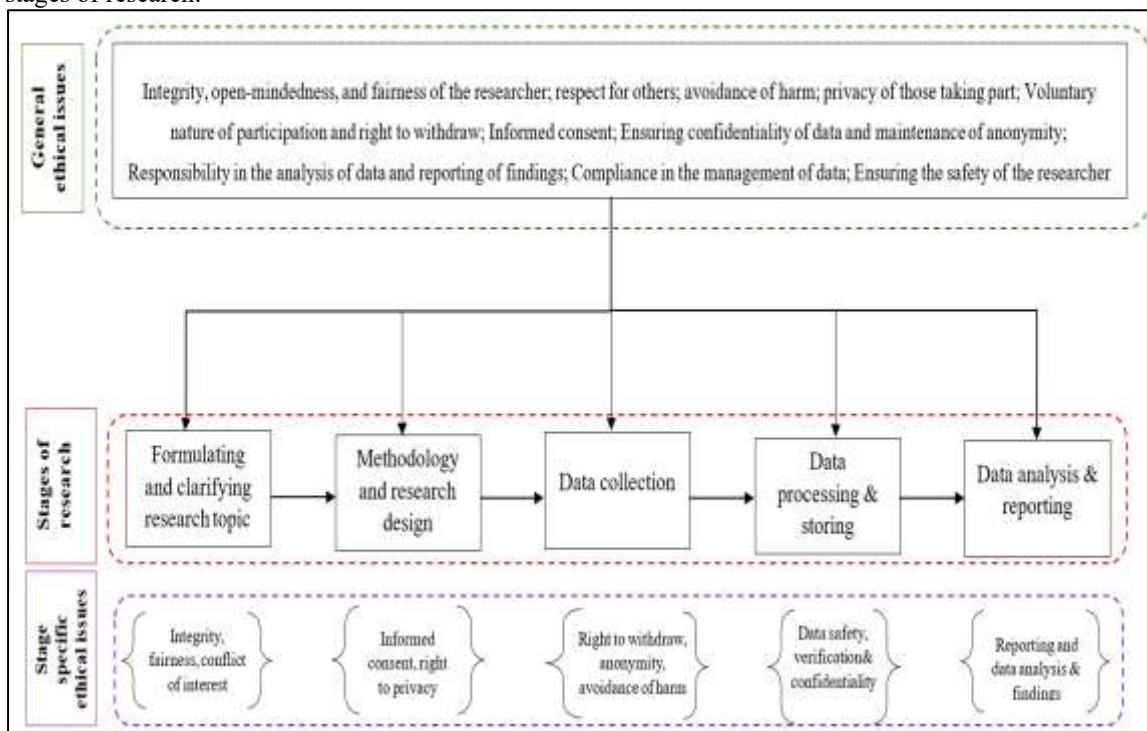 stages of research.
General
ethical issues
Integrity, open-mindedness, and fairness of the researcher; respect for others; avoidance of harm; privacy of those taking part; Voluntary
nature of participation and right to withdraw; Informed consent; Ensuring confidentiality of data and maintenance of anonymity;
Responsibility in the analysis of data and reporting of findings; Compliance in the management of data; Ensuring the safety of the researcher
Stages of
research
Formulating
and clarifying
research topic
Methodology
and research
design
Data collection
Data
processing &
storing
Data analysis &
reporting
Stage
specific
ethical issues
Integrity,
fairness, conflict
of interest
Informed
consent, right
to privacy
Right to withdraw,
anonymity,
avoidance of harm
Data safety,
verification&
confidentiality
Reporting and
data analysis &
findings